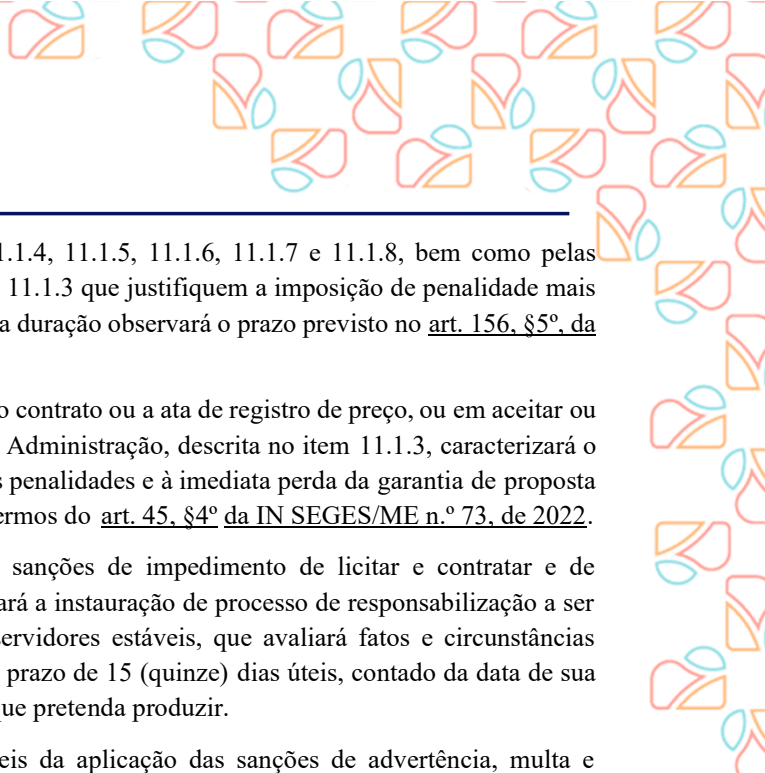 1.1.4, 11.1.5, 11.1.6, 11.1.7 e 11.1.8, bem como pelas
11.1.3 que justifiquem a imposição de penalidade mais
a duração observará o prazo previsto no art. 156, §5º, da
o contrato ou a ata de registro de preço, ou em aceitar ou
Administração, descrita no item 11.1.3, caracterizará o
s penalidades e à imediata perda da garantia de proposta
ermos do art. 45, §4º da IN SEGES/ME n.º 73, de 2022.
sanções de impedimento de licitar e contratar e de
ará a instauração de processo de responsabilização a ser
servidores estáveis, que avaliará fatos e circunstâncias
prazo de 15 (quinze) dias úteis, contado da data de sua
que pretenda produzir.
eis da aplicação das sanções de advertência, multa e